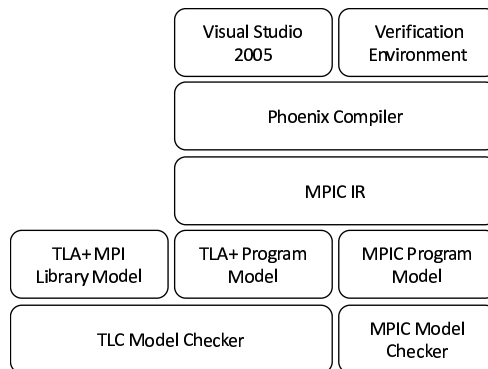 Visual Studio
2005
Verification
Environment
Phoenix Compiler
MPIC IR
TLA+ MPI
Library Model
TLA+ Program
Model
MPIC Program
Model
TLC Model Checker
MPIC Model
Checker